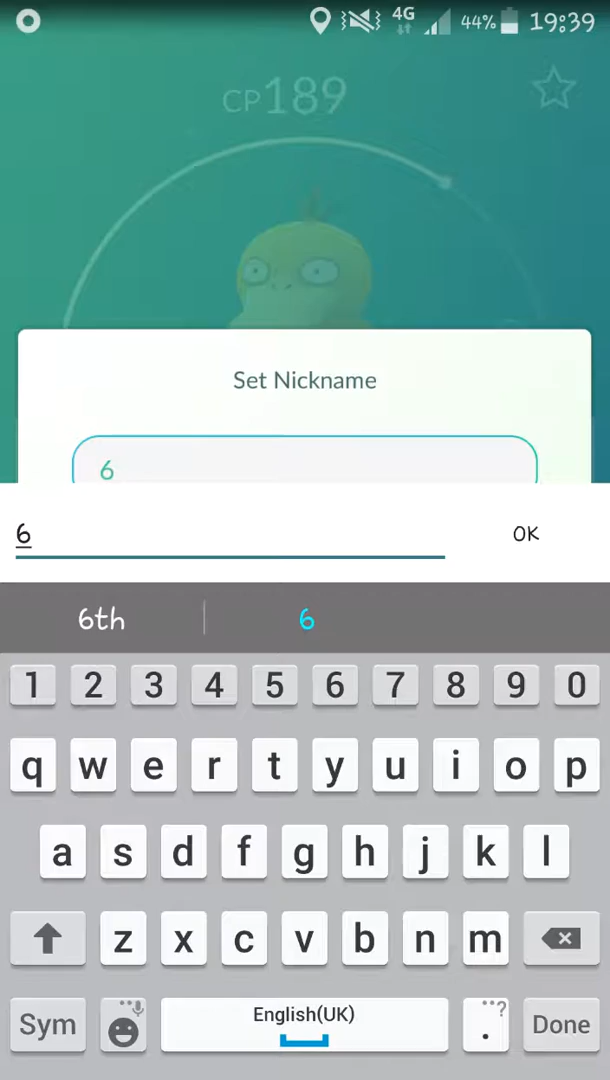 4G 44% 19:39
CP189
Set Nickname
6
6 OK
6th 6
1 2 3 4 5 6 7 8 9 0
q w e r t y u i o p
a s d f g h j k l
z x c v b n m
Sym English(UK) . ? Done